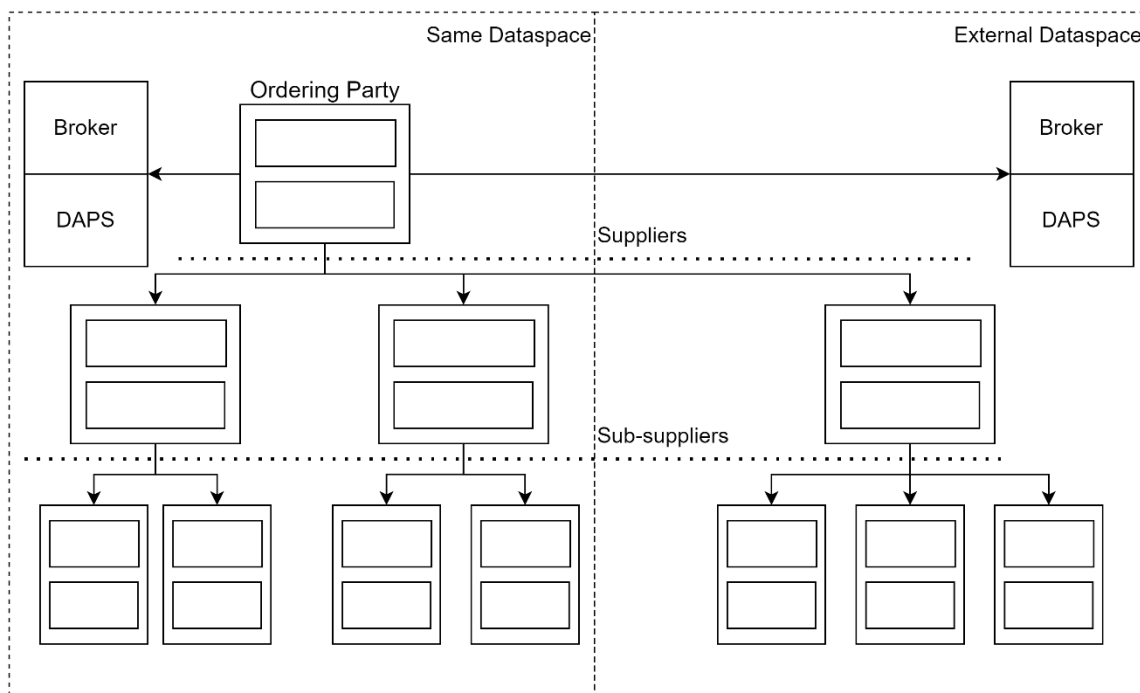 Same Dataspace
External Dataspace
Ordering Party
Broker
Broker
DAPS
DAPS
Suppliers
Sub-suppliers